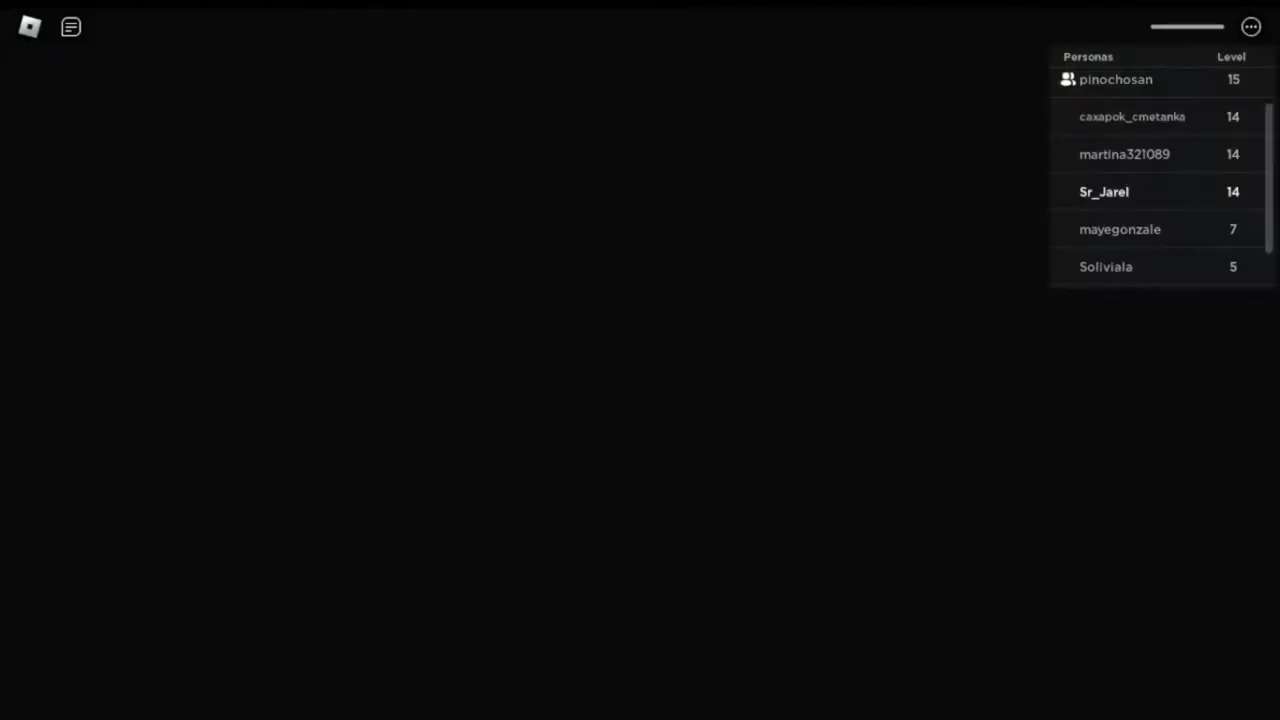 Personas Level
pinochosan 15
caxapok_cmetanka 14
martina321089 14
Sr_Jarel 14
mayegonzale 7
Soliviala 5